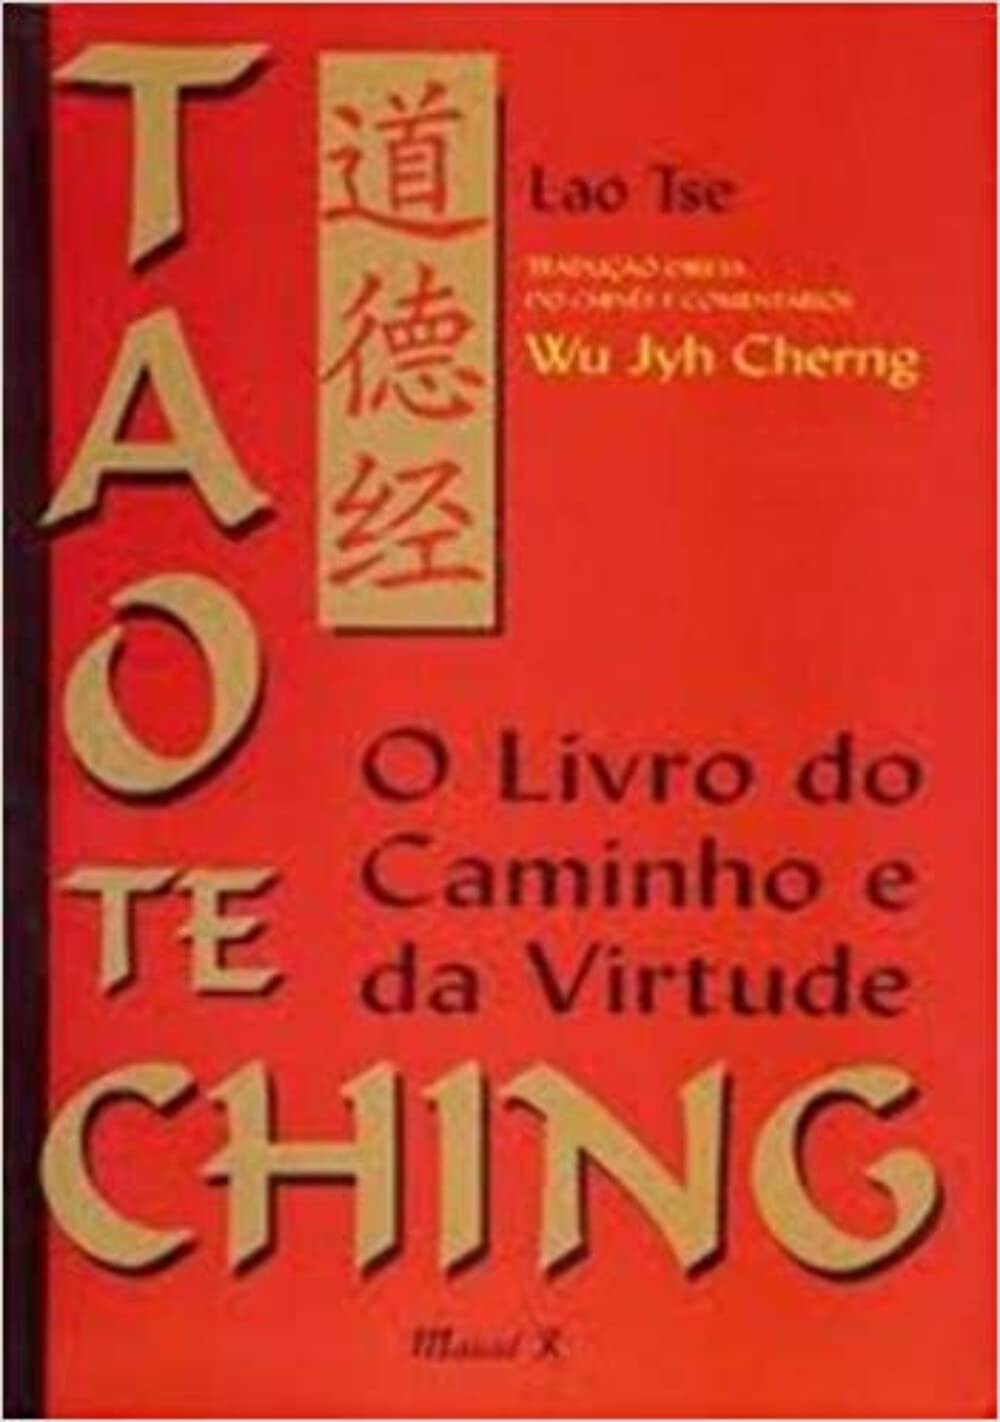 TAO
TE
CHING
道德经
Lao Tse
TRADUÇÃO DIRETA
DO CHINÊS E COMENTÁRIOS
Wu Jyh Cherng
O Livro do
Caminho e
da Virtude
Mauad X